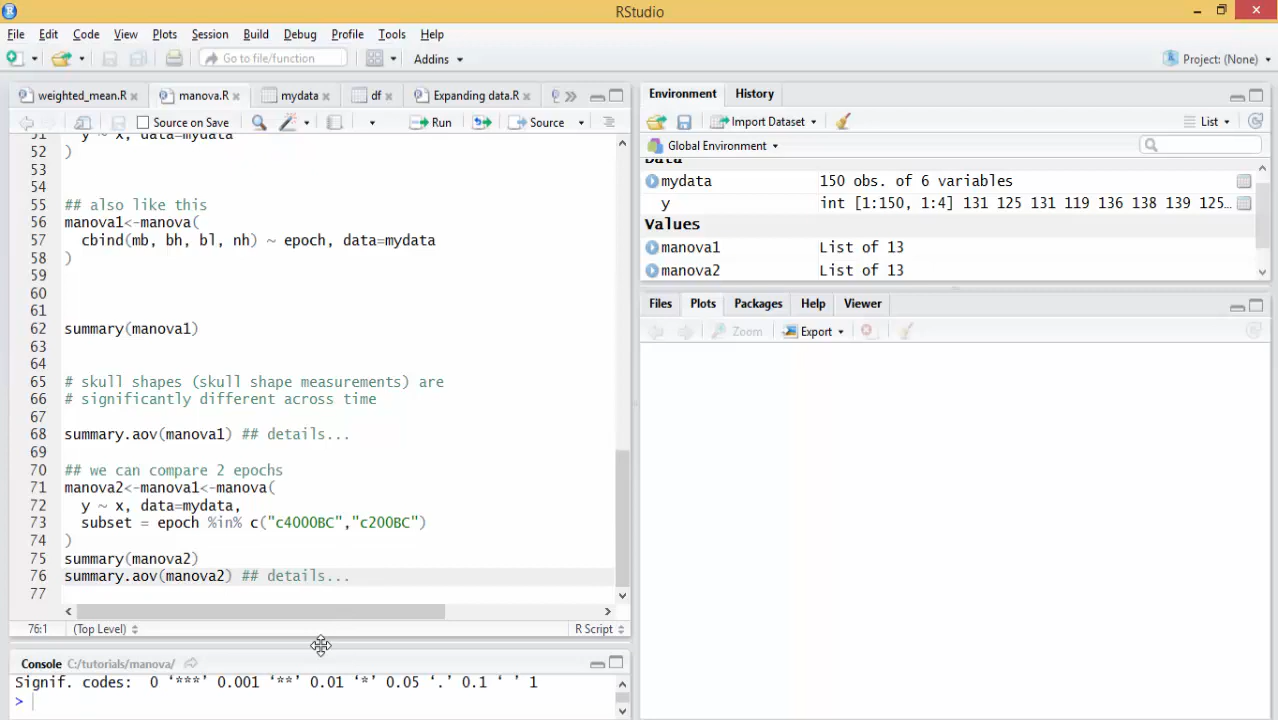 RStudio
File Edit Code View Plots Session Build Debug Profile Tools Help
Go to file/function Addins Project: (None)
weighted_mean.R manova.R mydata df Expanding data.R
Source on Save Run Source
51 y ~ x, data=mydata
52 )
53
54
55 ## also like this
56 manova1<-manova(
57 cbind(mb, bh, bl, nh) ~ epoch, data=mydata
58 )
59
60
61
62 summary(manova1)
63
64
65 # skull shapes (skull shape measurements) are
66 # significantly different across time
67
68 summary.aov(manova1) ## details...
69
70 ## we can compare 2 epochs
71 manova2<-manova1<-manova(
72 y ~ x, data=mydata,
73 subset = epoch %in% c("c4000BC","c200BC")
74 )
75 summary(manova2)
76 summary.aov(manova2) ## details...
77
76:1 (Top Level) R Script
Console C:/tutorials/manova/
Signif. codes: 0 ‘***’ 0.001 ‘**’ 0.01 ‘*’ 0.05 ‘.’ 0.1 ‘ ’ 1
>
Environment History
Import Dataset List
Global Environment
Data
mydata 150 obs. of 6 variables
y int [1:150, 1:4] 131 125 131 119 136 138 139 125...
Values
manova1 List of 13
manova2 List of 13
Files Plots Packages Help Viewer
Zoom Export